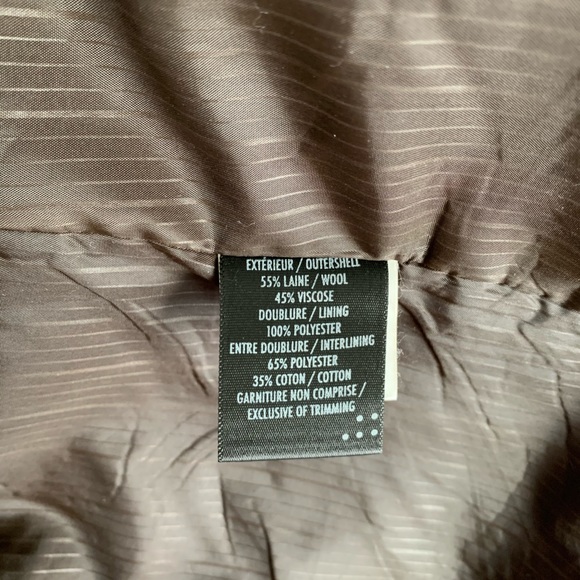 EXTÉRIEUR / OUTERSHELL
55% LAINE / WOOL
45% VISCOSE
DOUBLURE / LINING
100% POLYESTER
ENTRE DOUBLURE / INTERLINING
65% POLYESTER
35% COTON / COTTON
GARNITURE NON COMPRISE /
EXCLUSIVE OF TRIMMING